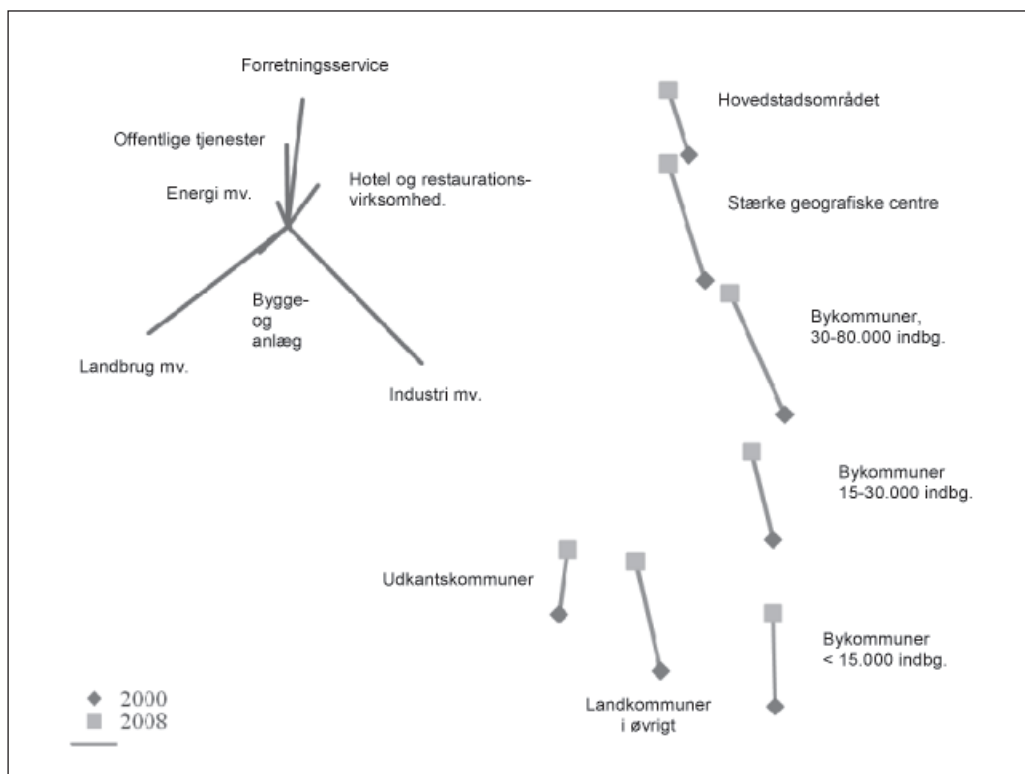 Forretningsservice
Offentlige tjenester
Energi mv.
Hotel og restaurations-
virksomhed.
Bygge-
og
anlæg
Landbrug mv.
Industri mv.
Hovedstadsområdet
Stærke geografiske centre
Bykommuner,
30-80.000 indbg.
Bykommuner
15-30.000 indbg.
Udkantskommuner
Bykommuner
< 15.000 indbg.
Landkommuner
i øvrigt
2000
2008